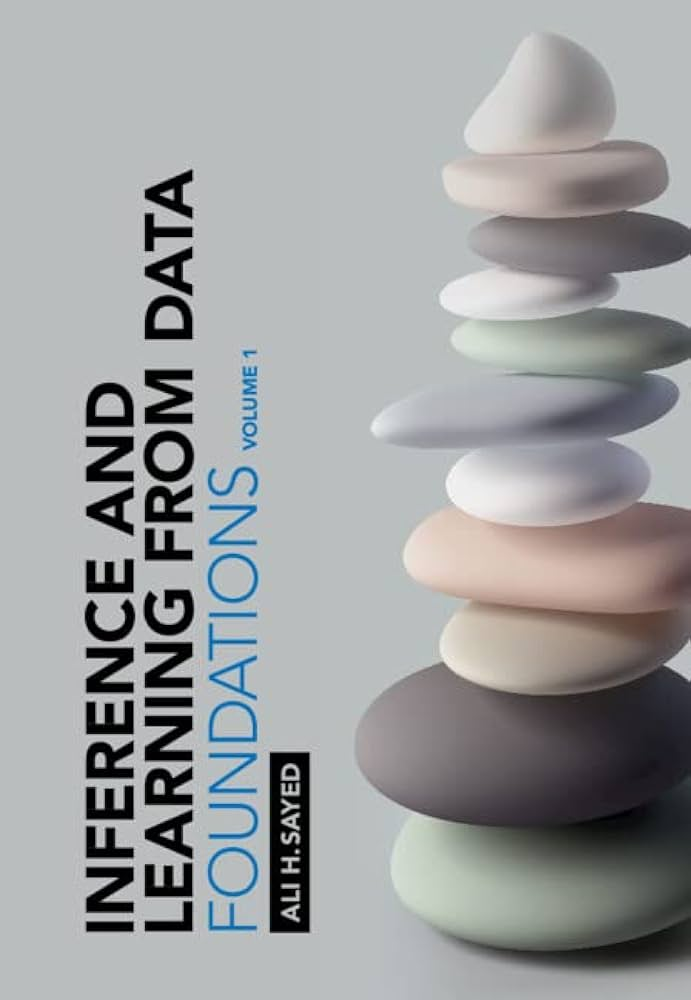 INFERENCE AND
LEARNING FROM DATA
FOUNDATIONS VOLUME 1
ALI H. SAYED